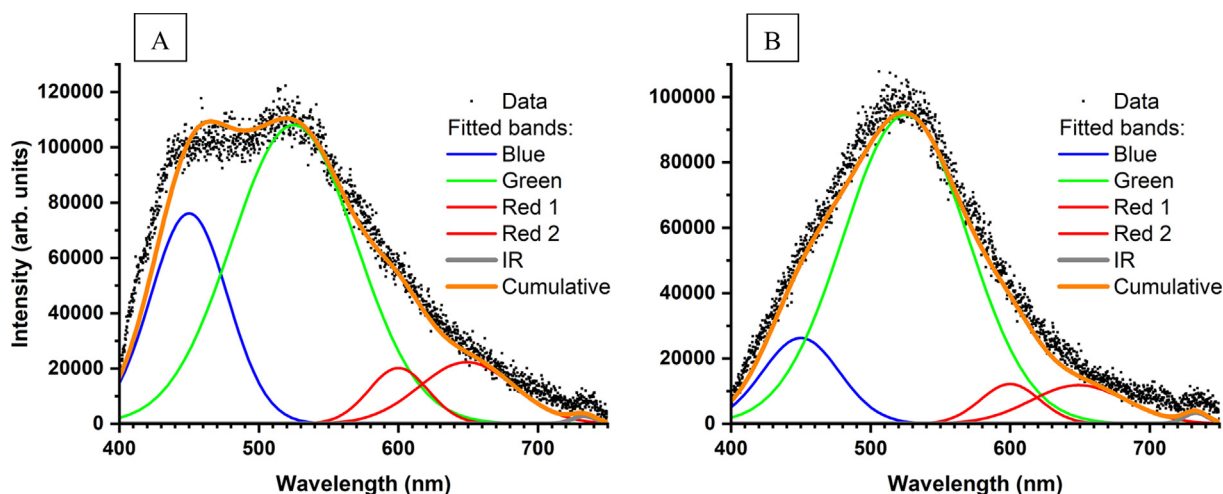 A
120000
100000
80000
60000
40000
20000
0
400
500
600
700
Wavelength (nm)
Intensity (arb. units)
Data
Fitted bands:
Blue
Green
Red 1
Red 2
IR
Cumulative
B
100000
80000
60000
40000
20000
0
400
500
600
700
Wavelength (nm)
Data
Fitted bands:
Blue
Green
Red 1
Red 2
IR
Cumulative